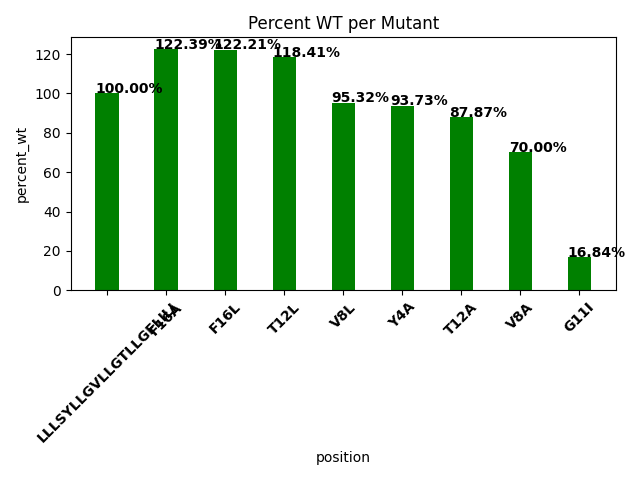 Percent WT per Mutant
100.00%
122.39%
122.21%
118.41%
95.32%
93.73%
87.87%
70.00%
16.84%
percent_wt
120
100
80
60
40
20
0
F16A
F16L
T12L
V8L
Y4A
T12A
V8A
G11I
position